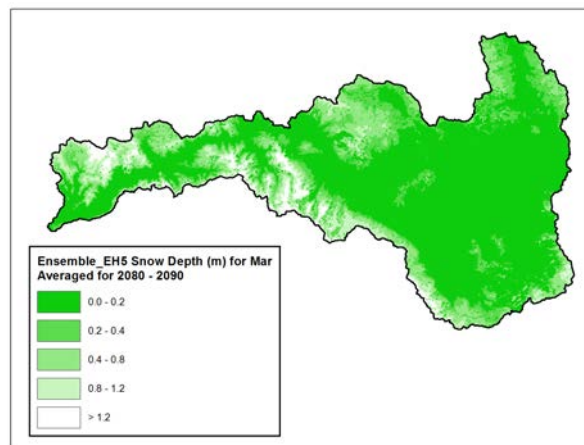 Ensemble_EH5 Snow Depth (m) for Mar
Averaged for 2080 - 2090
0.0 - 0.2
0.2 - 0.4
0.4 - 0.8
0.8 - 1.2
> 1.2